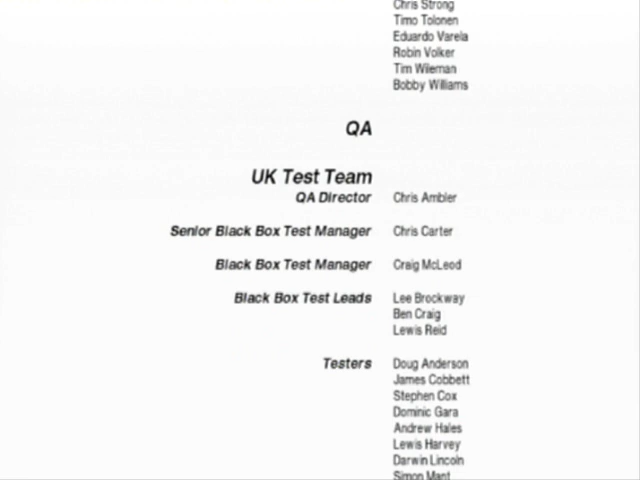 Chris Strong
Timo Tolonen
Eduardo Varela
Robin Volker
Tim Wileman
Bobby Williams
QA
UK Test Team
QA Director Chris Ambler
Senior Black Box Test Manager Chris Carter
Black Box Test Manager Craig McLeod
Black Box Test Leads Lee Brockway
Ben Craig
Lewis Reid
Testers Doug Anderson
James Cobbett
Stephen Cox
Dominic Gara
Andrew Hales
Lewis Harvey
Darwin Lincoln
Simon Mant